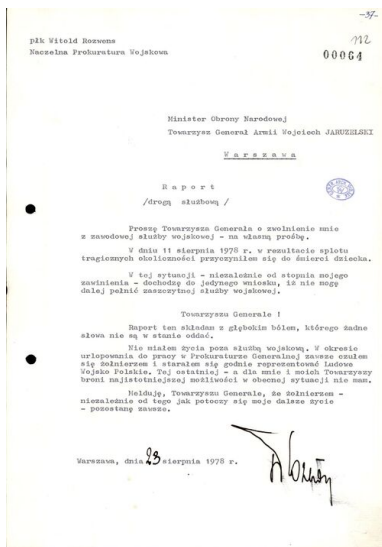 -37-
112
płk Witold Rozwens
Naczelna Prokuratura Wojskowa
00064
Minister Obrony Narodowej
Towarzysz Generał Armii Wojciech JARUZELSKI
W a r s z a w a
R a p o r t
/drogą służbową/
Proszę Towarzysza Generała o zwolnienie mnie
z zawodowej służby wojskowej - na własną prośbę.
W dniu 11 sierpnia 1978 r. w rezultacie splotu
tragicznych okoliczności przyczyniłem się do śmierci dziecka.
W tej sytuacji - niezależnie od stopnia mojego
zawinienia - dochodzę do jedynego wniosku, iż nie mogę
dalej pełnić zaszczytnej służby wojskowej.
Towarzyszu Generale !
Raport ten składam z głębokim bólem, którego żadne
słowa nie są w stanie oddać.
Nie miałem życia poza służbą wojskową. W okresie
urlopowania do pracy w Prokuraturze Generalnej zawsze czułem
się żołnierzem i starałem się godnie reprezentować Ludowe
Wojsko Polskie. Tej ostatniej - a dla mnie i moich Towarzyszy
broni najistotniejszej możliwości w obecnej sytuacji nie mam.
Melduję, Towarzyszu Generale, że żołnierzem -
niezależnie od tego jak potoczy się moje dalsze życie
- pozostanę zawsze.
Warszawa, dnia 23 sierpnia 1978 r.